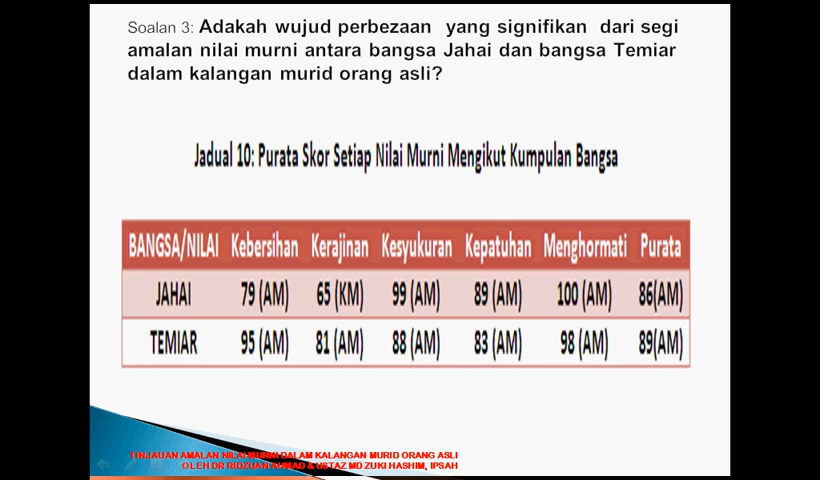 Soalan 3: Adakah wujud perbezaan yang signifikan dari segi
amalan nilai murni antara bangsa Jahai dan bangsa Temiar
dalam kalangan murid orang asli?
Jadual 10: Purata Skor Setiap Nilai Murni Mengikut Kumpulan Bangsa
BANGSA/NILAI Kebersihan Kerajinan Kesyukuran Kepatuhan Menghormati Purata
JAHAI 79 (AM) 65 (KM) 99 (AM) 89 (AM) 100 (AM) 86(AM)
TEMIAR 95 (AM) 81 (AM) 88 (AM) 83 (AM) 98 (AM) 89(AM)
TINJAUAN AMALAN NILAI MURNI DALAM KALANGAN MURID ORANG ASLI
OLEH DR RIDZUAN AHMAD & USTAZ MD ZUKI HASHIM, IPSAH